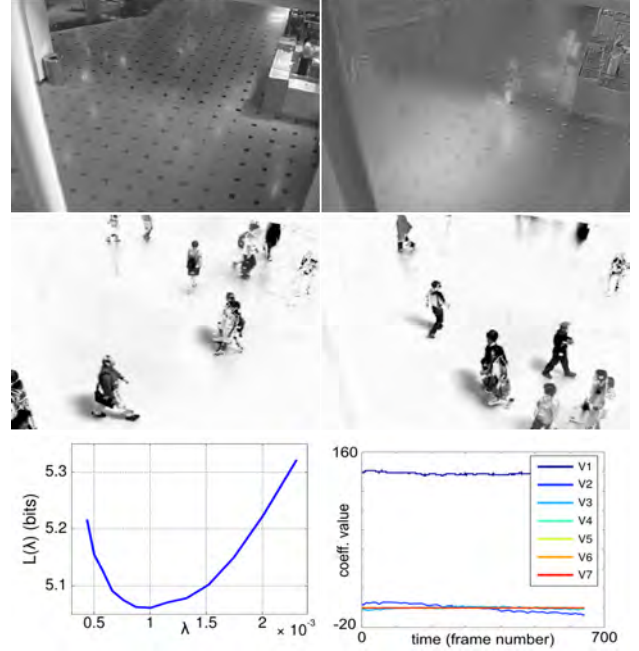 5.3
5.2
5.1
L(λ) (bits)
0.5
1
1.5
2
× 10⁻³
λ
160
-20
coeff. value
V1
V2
V3
V4
V5
V6
V7
0
700
time (frame number)